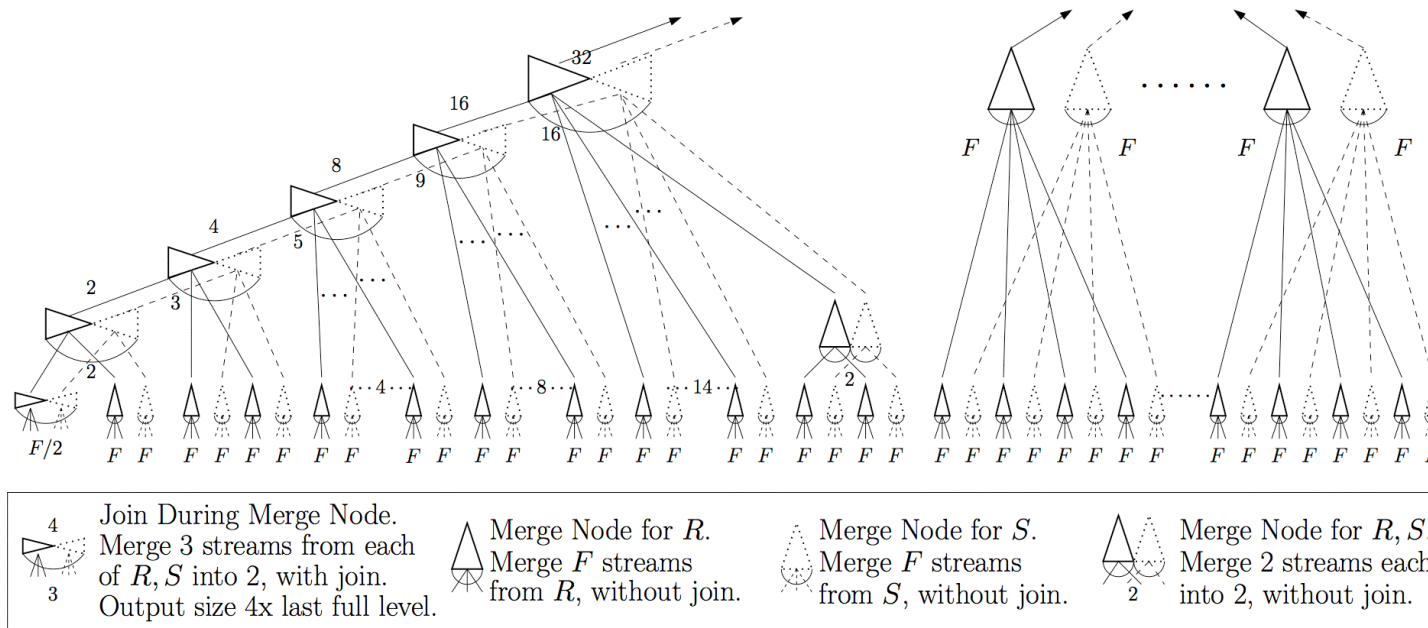 32
16
16
8
9
4
5
2
3
2
F F F F
2
····4···· ····8···· ····14····
F/2 F F F F F F F F F F F F F F F F F F F F F F F F F F F F F F F F
4
3
Join During Merge Node.
Merge 3 streams from each
of R, S into 2, with join.
Output size 4x last full level.
Merge Node for R.
Merge F streams
from R, without join.
Merge Node for S.
Merge F streams
from S, without join.
2
Merge Node for R, S.
Merge 2 streams each
into 2, without join.